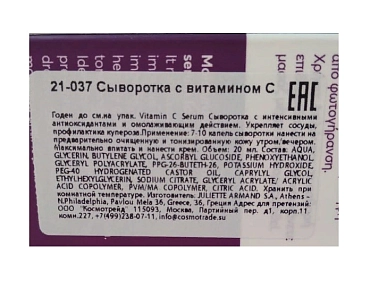 21-037 Сыворотка с витамином С
EAC
Годен до см.на упак. Vitamin C Serum Сыворотка с интенсивными
антиоксидантами и омолаживающим действием. Укрепляет сосуды,
профилактика купероза.Применение: 7-10 капель сыворотки нанести на
предварительно очищенную и тонизированную кожу утром/вечером.
Максимально впитать в кожу и нанести крем. Объем: 20 мл. Состав: AQUA,
GLYCERIN, BUTYLENE GLYCOL, ASCORBYL GLUCOSIDE, PHENOXYETHANOL,
GLYCERYL POLYACRYLATE, PPG-26-BUTETH-26, POTASSIUM HYDROXIDE,
PEG-40 HYDROGENATED CASTOR OIL, CAPRYLYL GLYCOL,
ETHYLHEXYLGLYCERIN, SODIUM CITRATE, GLYCERYL ACRYLATE/ ACRYLIC
ACID COPOLYMER, PVM/MA COPOLYMER, CITRIC ACID. Хранить при
комнатной температуре. Изготовитель: JULIETTE ARMAND SA., Athens -
N.Philadelphia, Pavlou Mela 36, Greece, 36, Греция Адрес для претензий:
ООО "Космотрейд" 115093, Москва, Партийный пер. д1, корп.11.
комн.227, +7(499)238-07-11, info@cosmotrade.ru